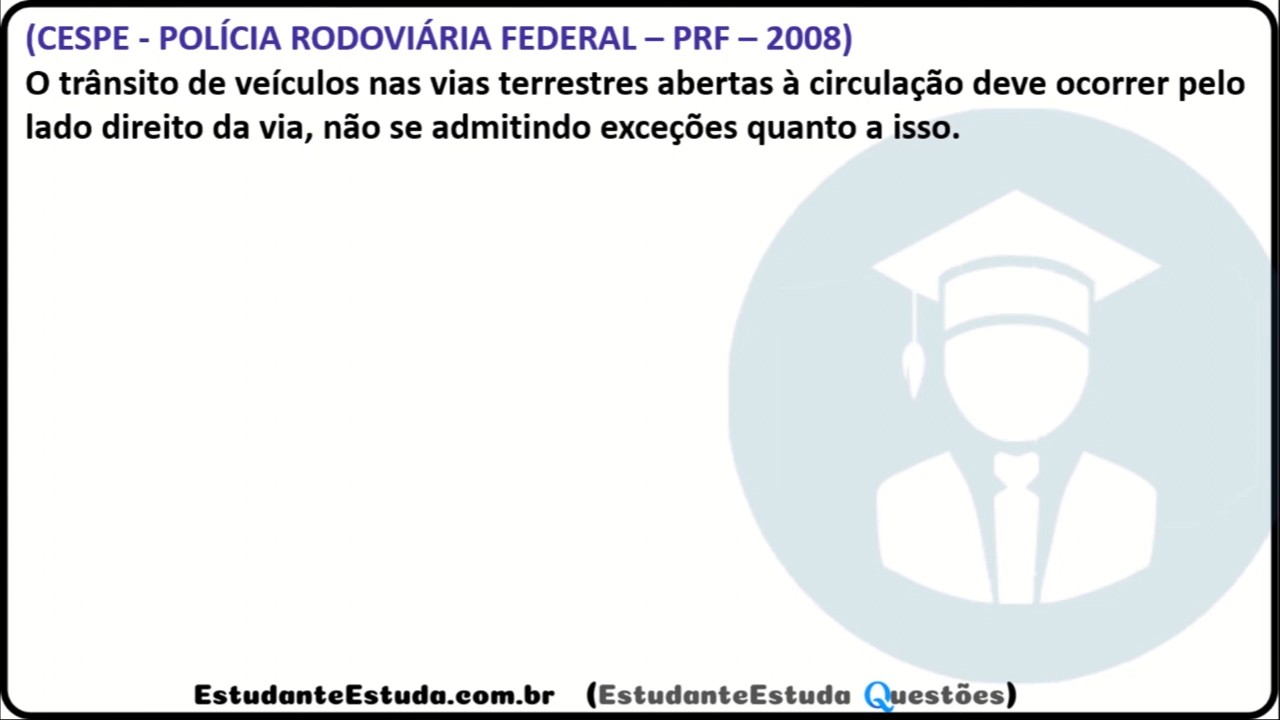 (CESPE - POLÍCIA RODOVIÁRIA FEDERAL – PRF – 2008)
O trânsito de veículos nas vias terrestres abertas à circulação deve ocorrer pelo
lado direito da via, não se admitindo exceções quanto a isso.
EstudanteEstuda.com.br (EstudanteEstuda Questões)